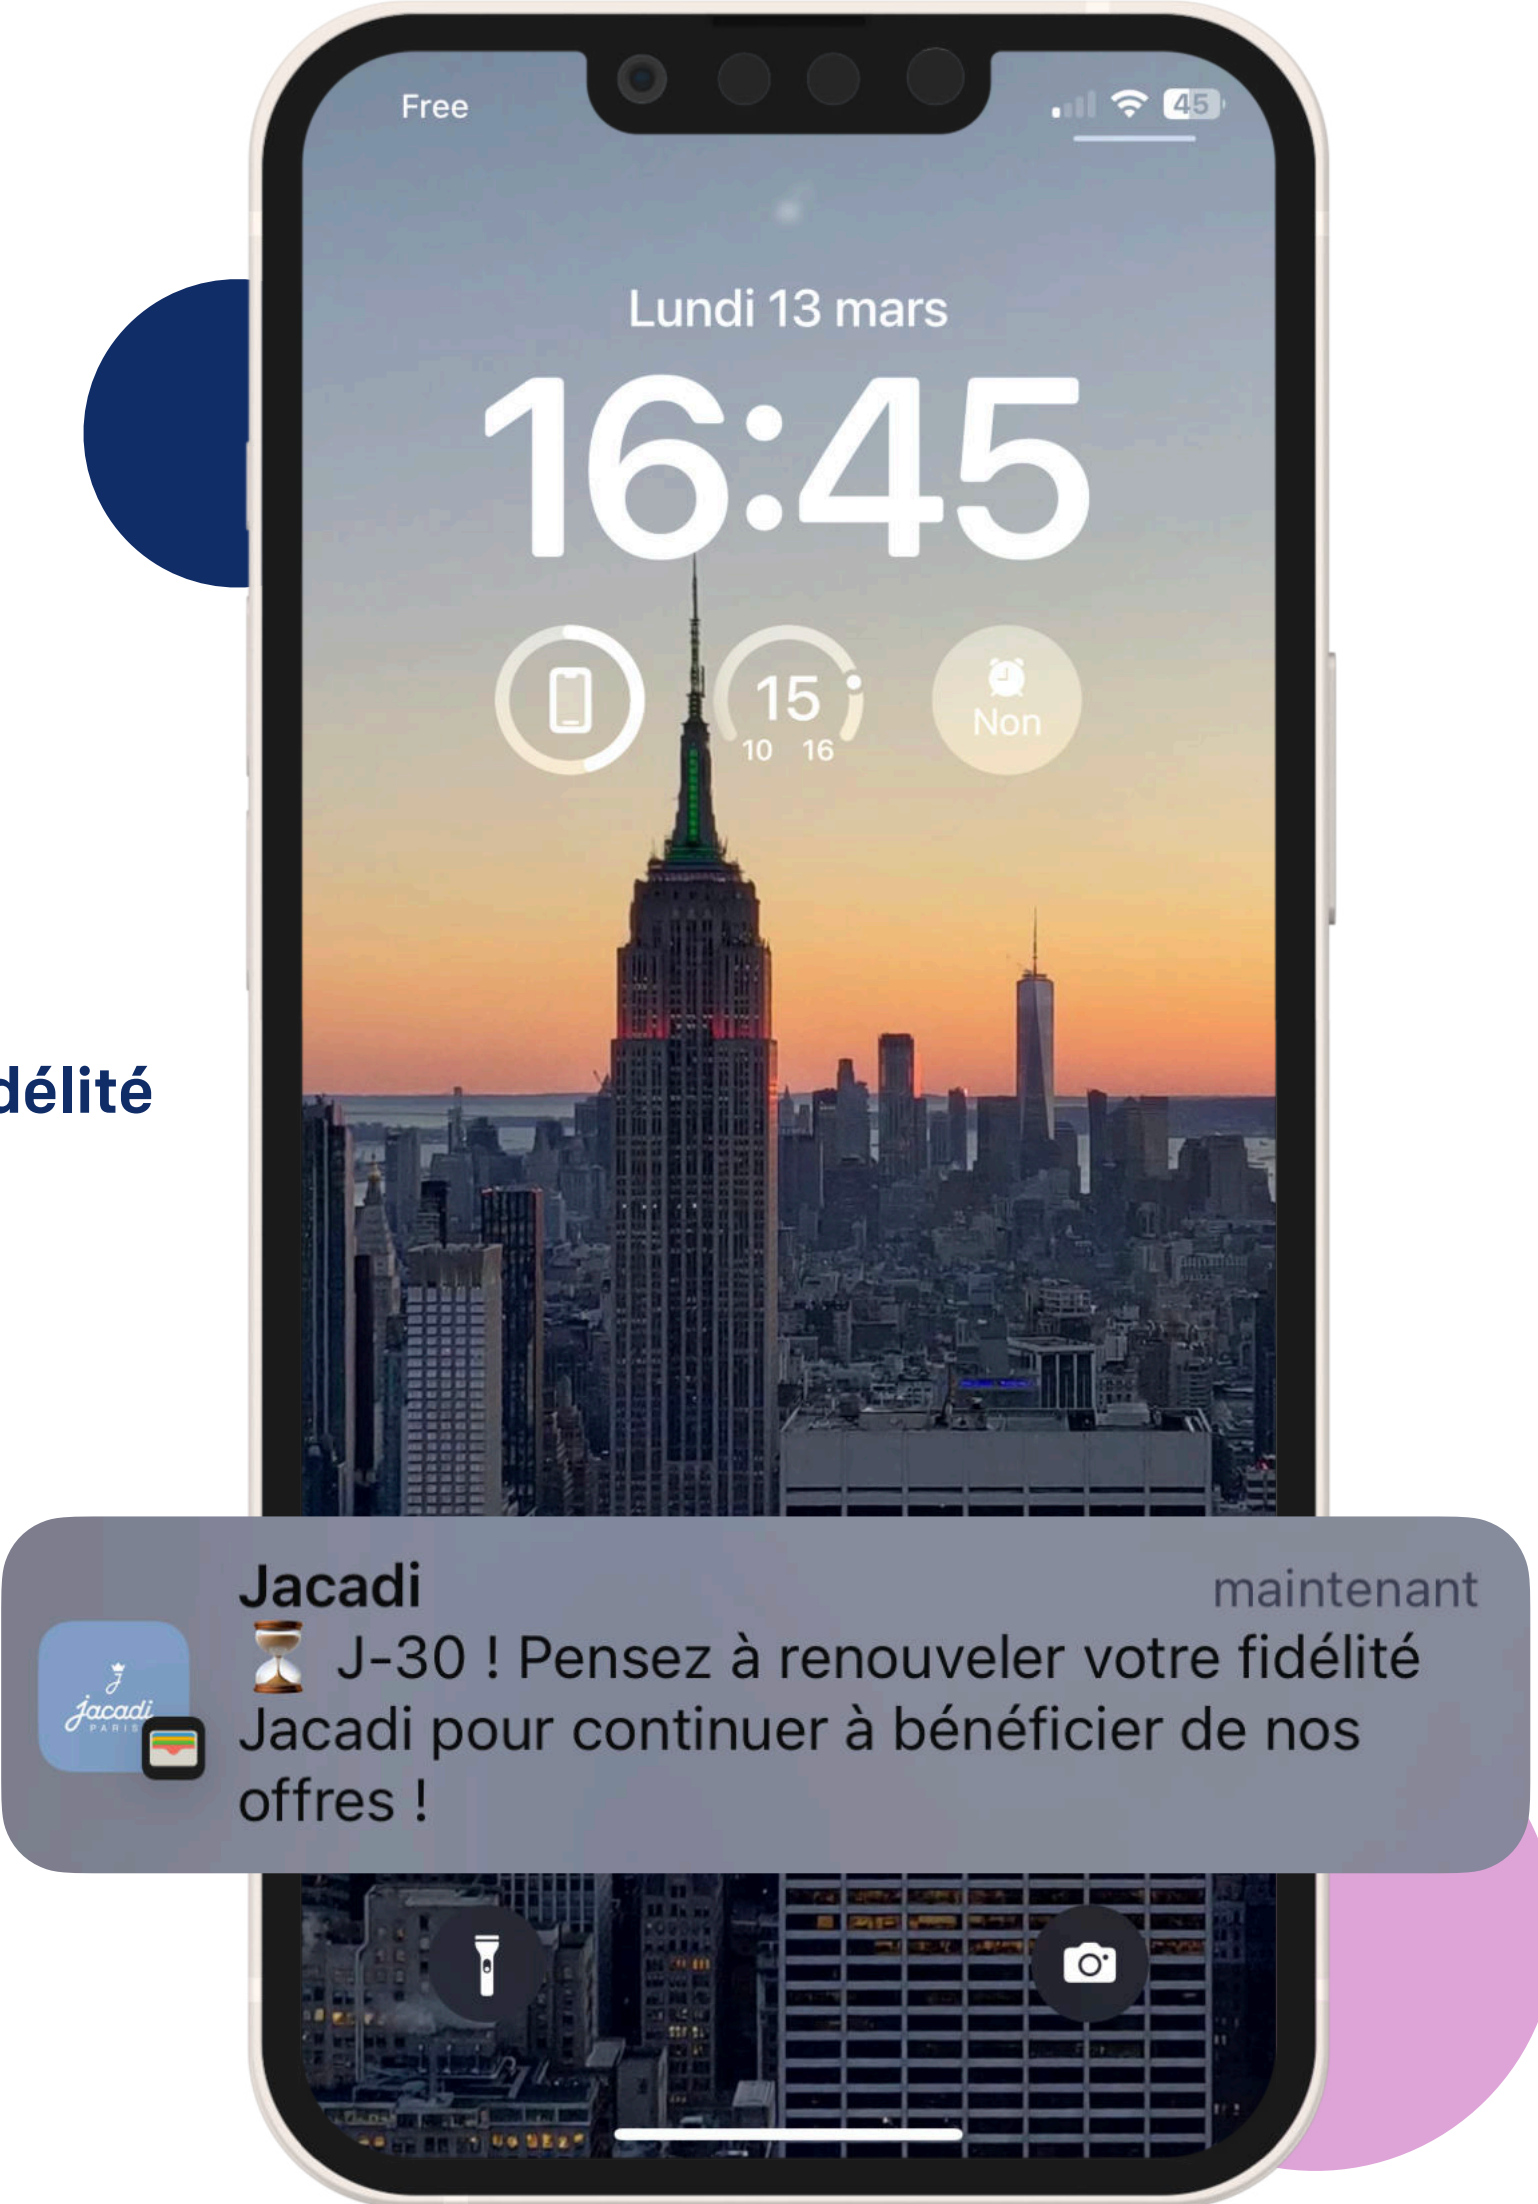 Free
45
Lundi 13 mars
16:45
15
10 16
Non
délité
Jacadi
maintenant
⏳ J-30 ! Pensez à renouveler votre fidélité
Jacadi pour continuer à bénéficier de nos
offres !
J
jacadi
PARIS